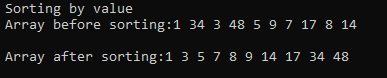 Sorting by value
Array before sorting:1 34 3 48 5 9 7 17 8 14
Array after sorting:1 3 5 7 8 9 14 17 34 48